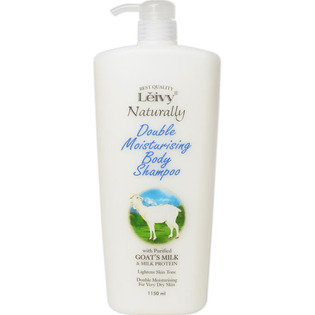 BEST QUALITY
Leivy®
Naturally
Double
Moisturising
Body
Shampoo
with Purified
GOAT'S MILK
& MILK PROTEIN
Lightens Skin Tone
Double Moisturising
for Very Dry Skin
1150 ml